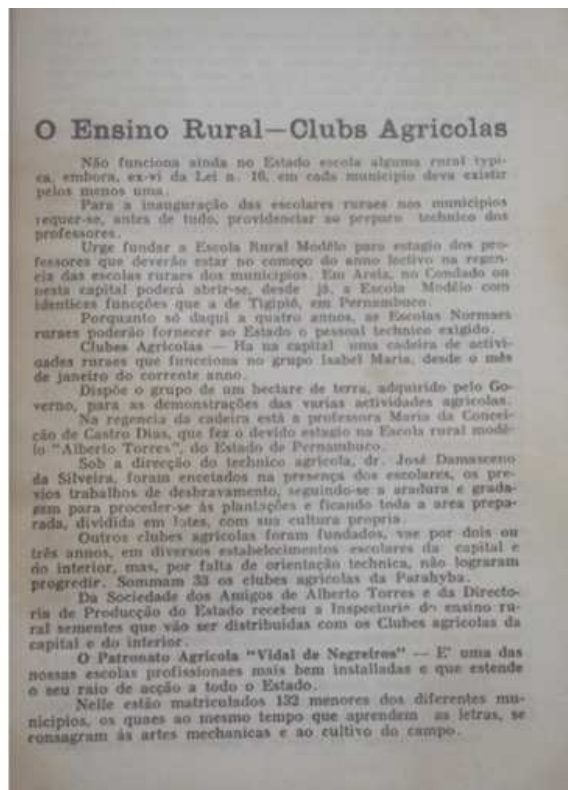 O Ensino Rural—Clubs Agricolas
Não funciona ainda no Estado escola alguma rural typi-
ca, embora, ex-vi da Lei n. 16, em cada municipio deva existir
pelos menos uma.
Para a inauguração das escolares ruraes nos municipios
requer-se, antes de tudo, providenciar ao preparo technico dos
professores.
Urge fundar a Escola Rural Modêlo para estagio dos pro-
fessores que deverão estar no começo do anno lectivo na regen-
cia das escolas ruraes dos municipios. Em Areia, no Condado ou
nesta capital poderá abrir-se, desde já, a Escola Modêlo com
identicas funcções que a de Tigipió, em Pernambuco.
Porquanto só daqui a quatro annos, as Escolas Normaes
ruraes poderão fornecer ao Estado o pessoal technico exigido.
Clubes Agricolas — Ha na capital uma cadeira de activi-
dades ruraes que funcciona no grupo Isabel Maria, desde o mês
de janeiro do corrente anno.
Dispõe o grupo de um hectare de terra, adquirido pelo Go-
verno, para as demonstrações das varias actividades agricolas.
Na regencia da cadeira está a professora Maria da Concei-
ção de Castro Dias, que fez o devido estagio na Escola rural modê-
lo "Alberto Torres", do Estado de Pernambuco.
Sob a direcção do technico agricola, dr. José Damasceno
da Silveira, foram encetados na presença dos escolares, os pre-
vios trabalhos de desbravamento, seguindo-se a aradura e grada-
gem para proceder-se ás plantações e ficando toda a area prepa-
rada, dividida em lotes, com sua cultura propria.
Outros clubes agricolas foram fundados, vae por dois ou
três annos, em diversos estabelecimentos escolares da capital e
do interior, mas, por falta de orientação technica, não lograram
progredir. Sommam 33 os clubes agricolas da Parahyba.
Da Sociedade dos Amigos de Alberto Torres e da Directo-
ria de Producção do Estado recebeu a Inspectoria do ensino ru-
ral sementes que vão ser distribuidas com os Clubes agricolas da
capital e do interior.
O Patronato Agricola "Vidal de Negreiros" — E' uma das
nossas escolas profissionaes mais bem installadas e que estende
o seu raio de acção a todo o Estado.
Nelle estão matriculados 132 menores dos differentes mu-
nicipios, os quaes ao mesmo tempo que aprendem as letras, se
consagram ás artes mechanicas e ao cultivo do campo.